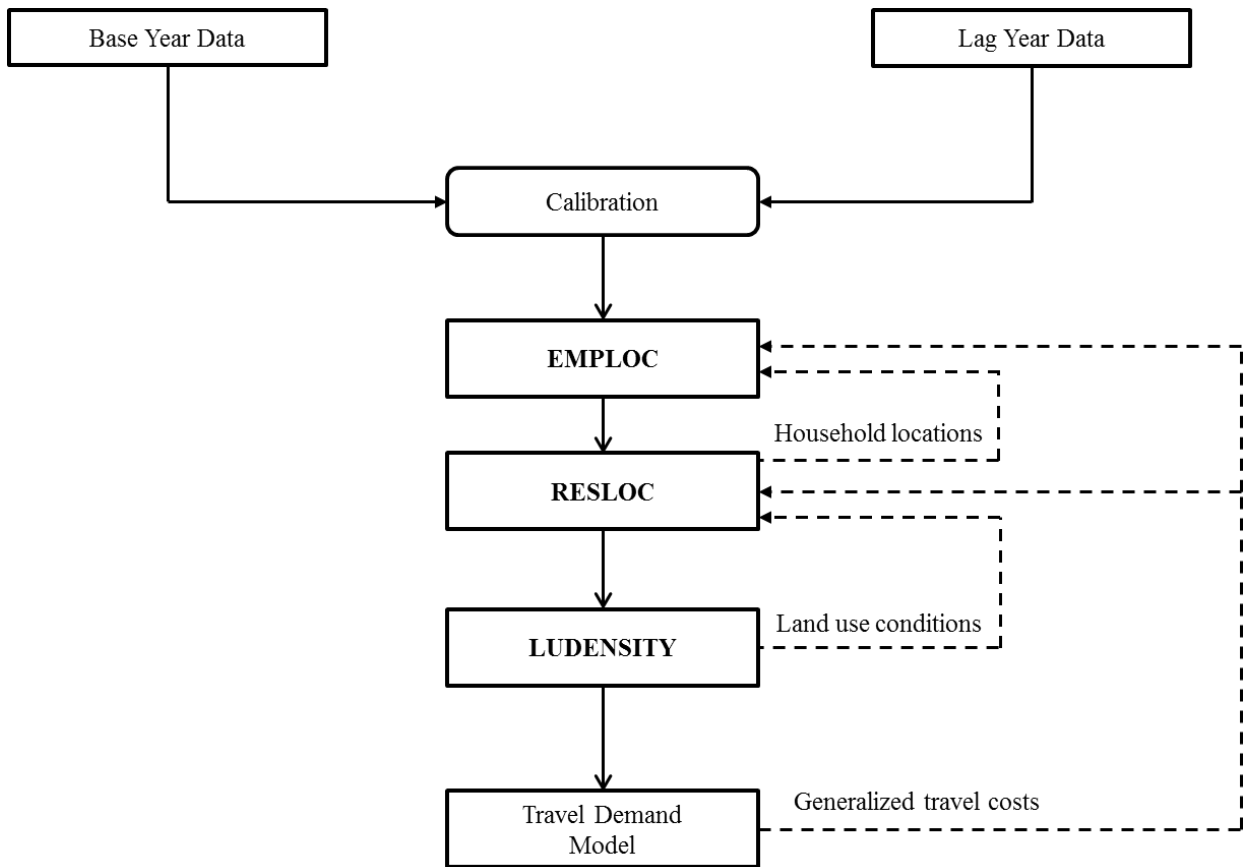 Base Year Data
Lag Year Data
Calibration
EMPLOC
Household locations
RESLOC
Land use conditions
LUDENSITY
Generalized travel costs
Travel Demand
Model